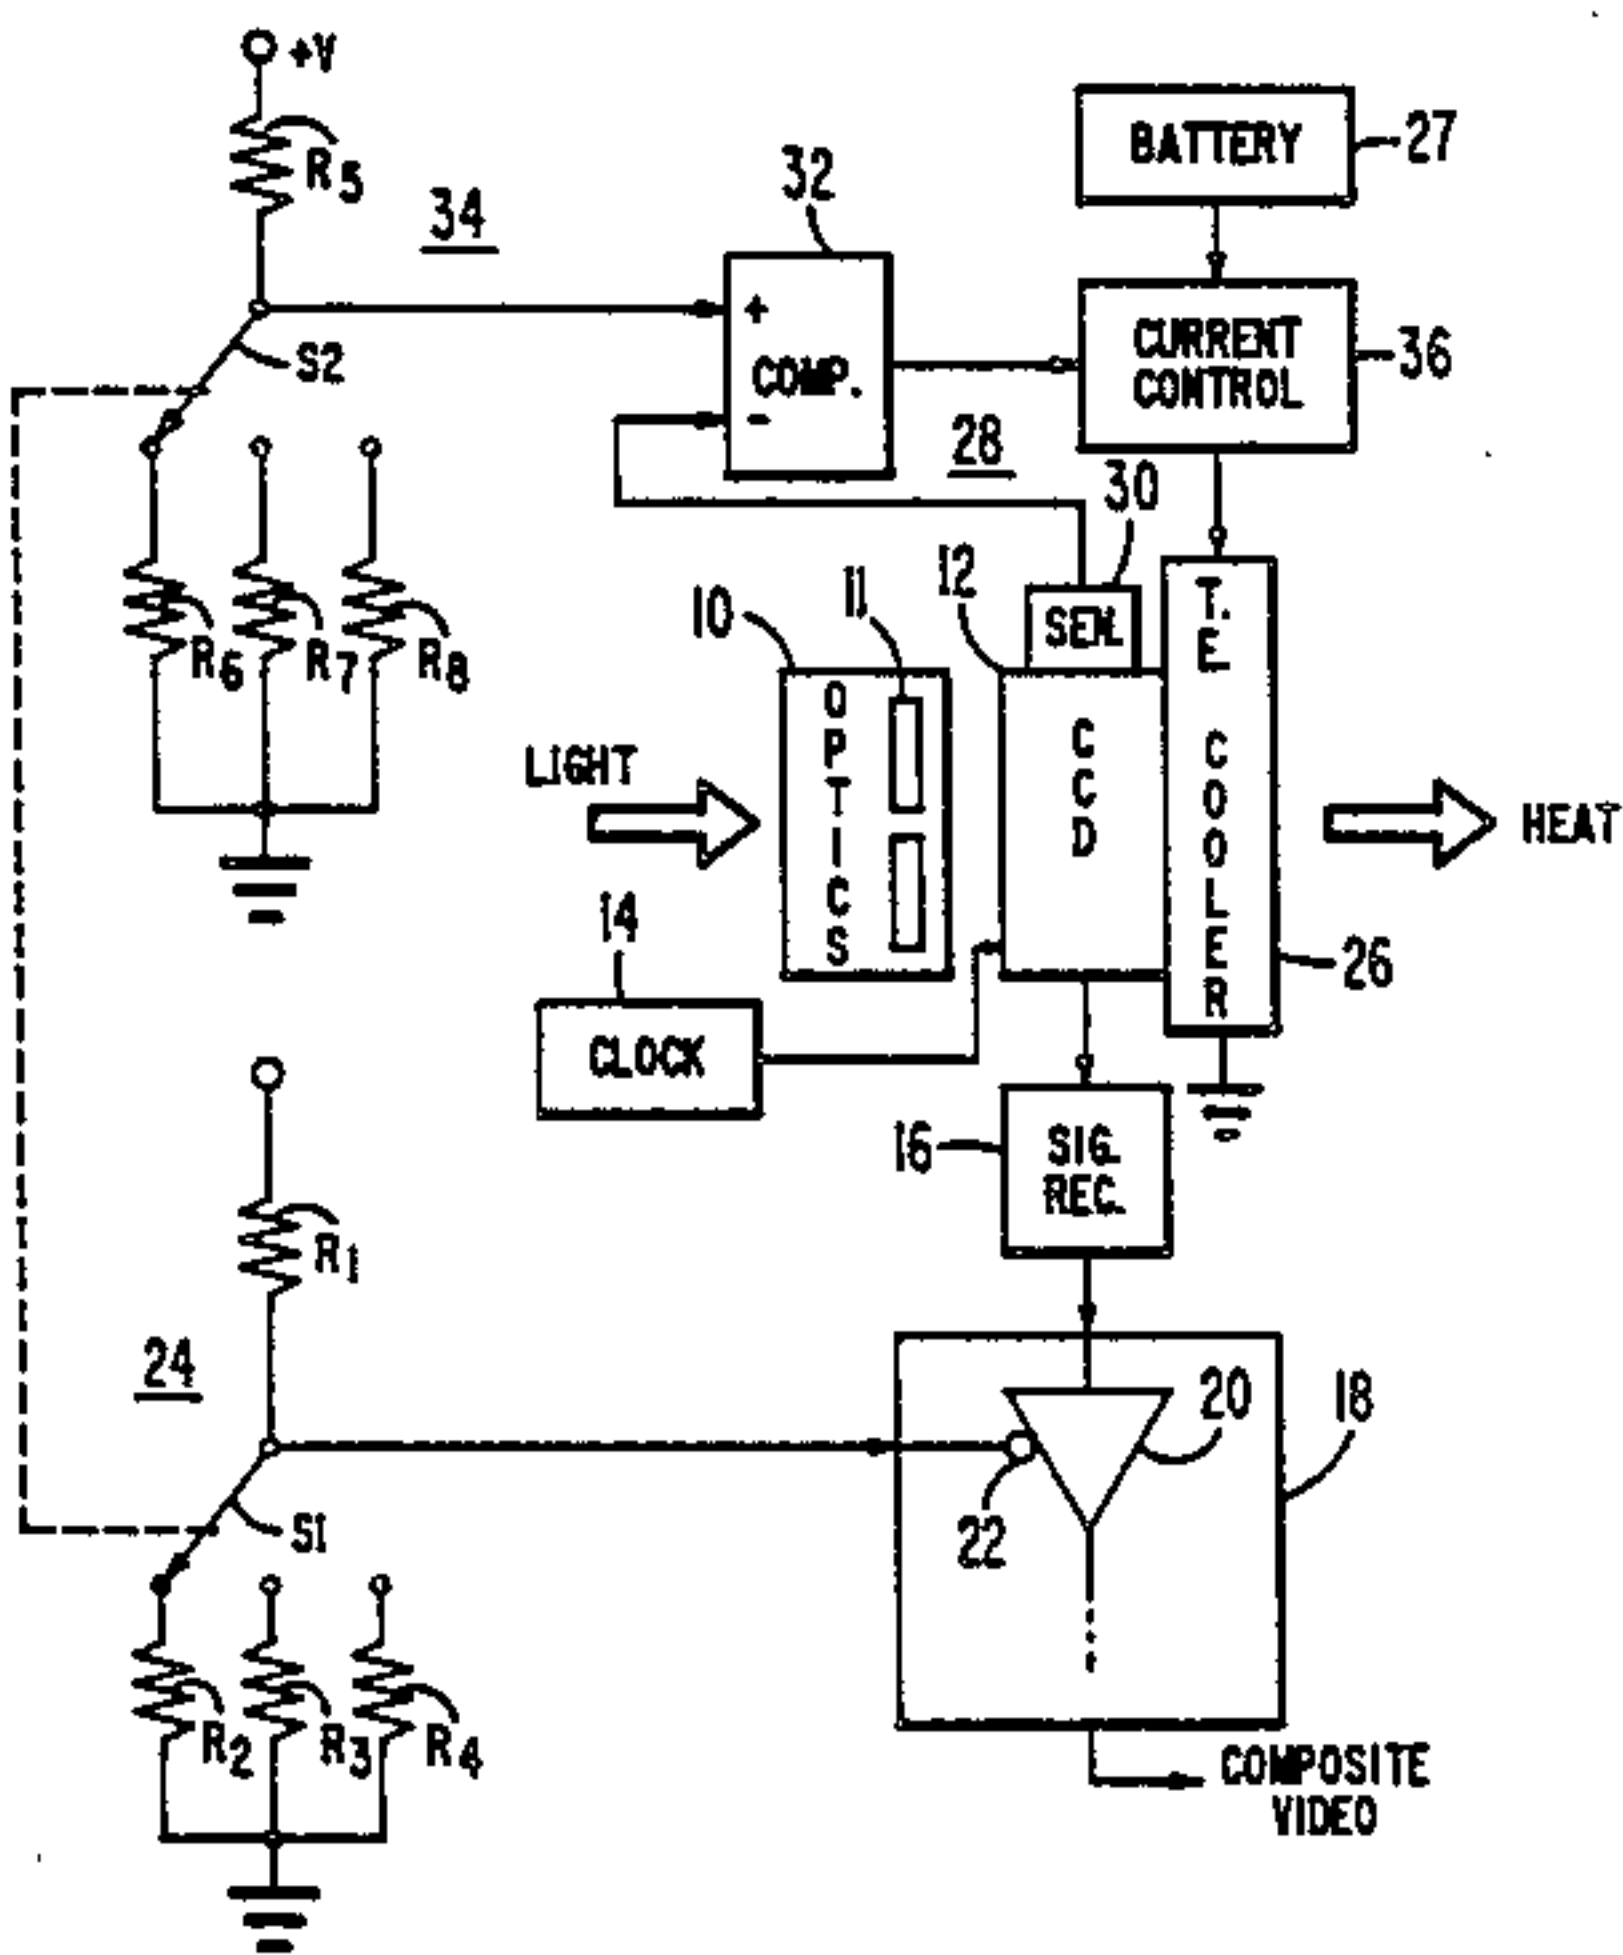 +V
R5
34
32
BATTERY
27
+
COMP.
-
S2
CURRENT
CONTROL
36
28
30
R6
R7
R8
10
11
12
SEN.
T.E. COOLER
LIGHT
OPTICS
CCD
HEAT
14
CLOCK
26
16
SIG.
REC.
R1
24
20
18
22
S1
R2
R3
R4
COMPOSITE
VIDEO